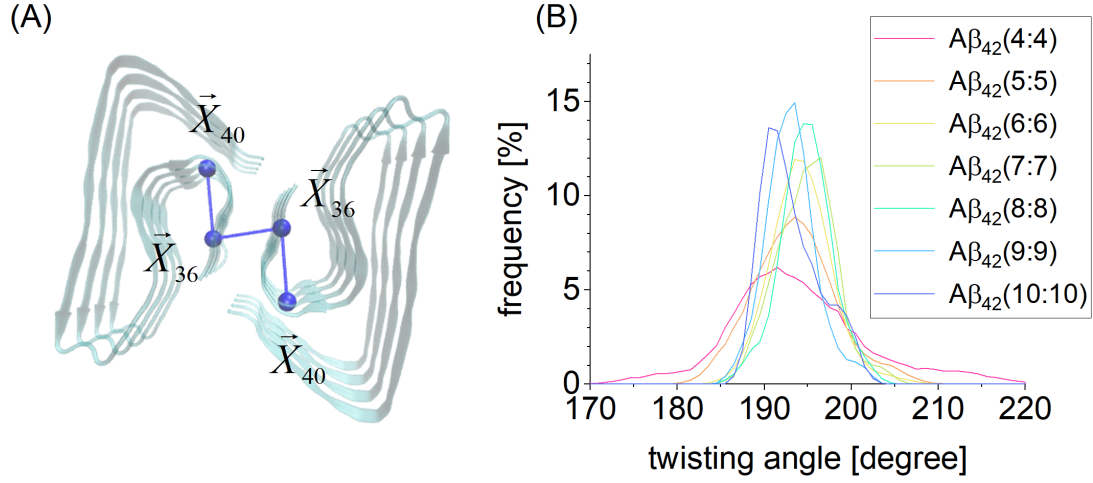 (A)
X⃗40
X⃗36
X⃗36
X⃗40
(B)
Aβ42(4:4)
Aβ42(5:5)
Aβ42(6:6)
Aβ42(7:7)
Aβ42(8:8)
Aβ42(9:9)
Aβ42(10:10)
frequency [%]
15
10
5
0
170 180 190 200 210 220
twisting angle [degree]